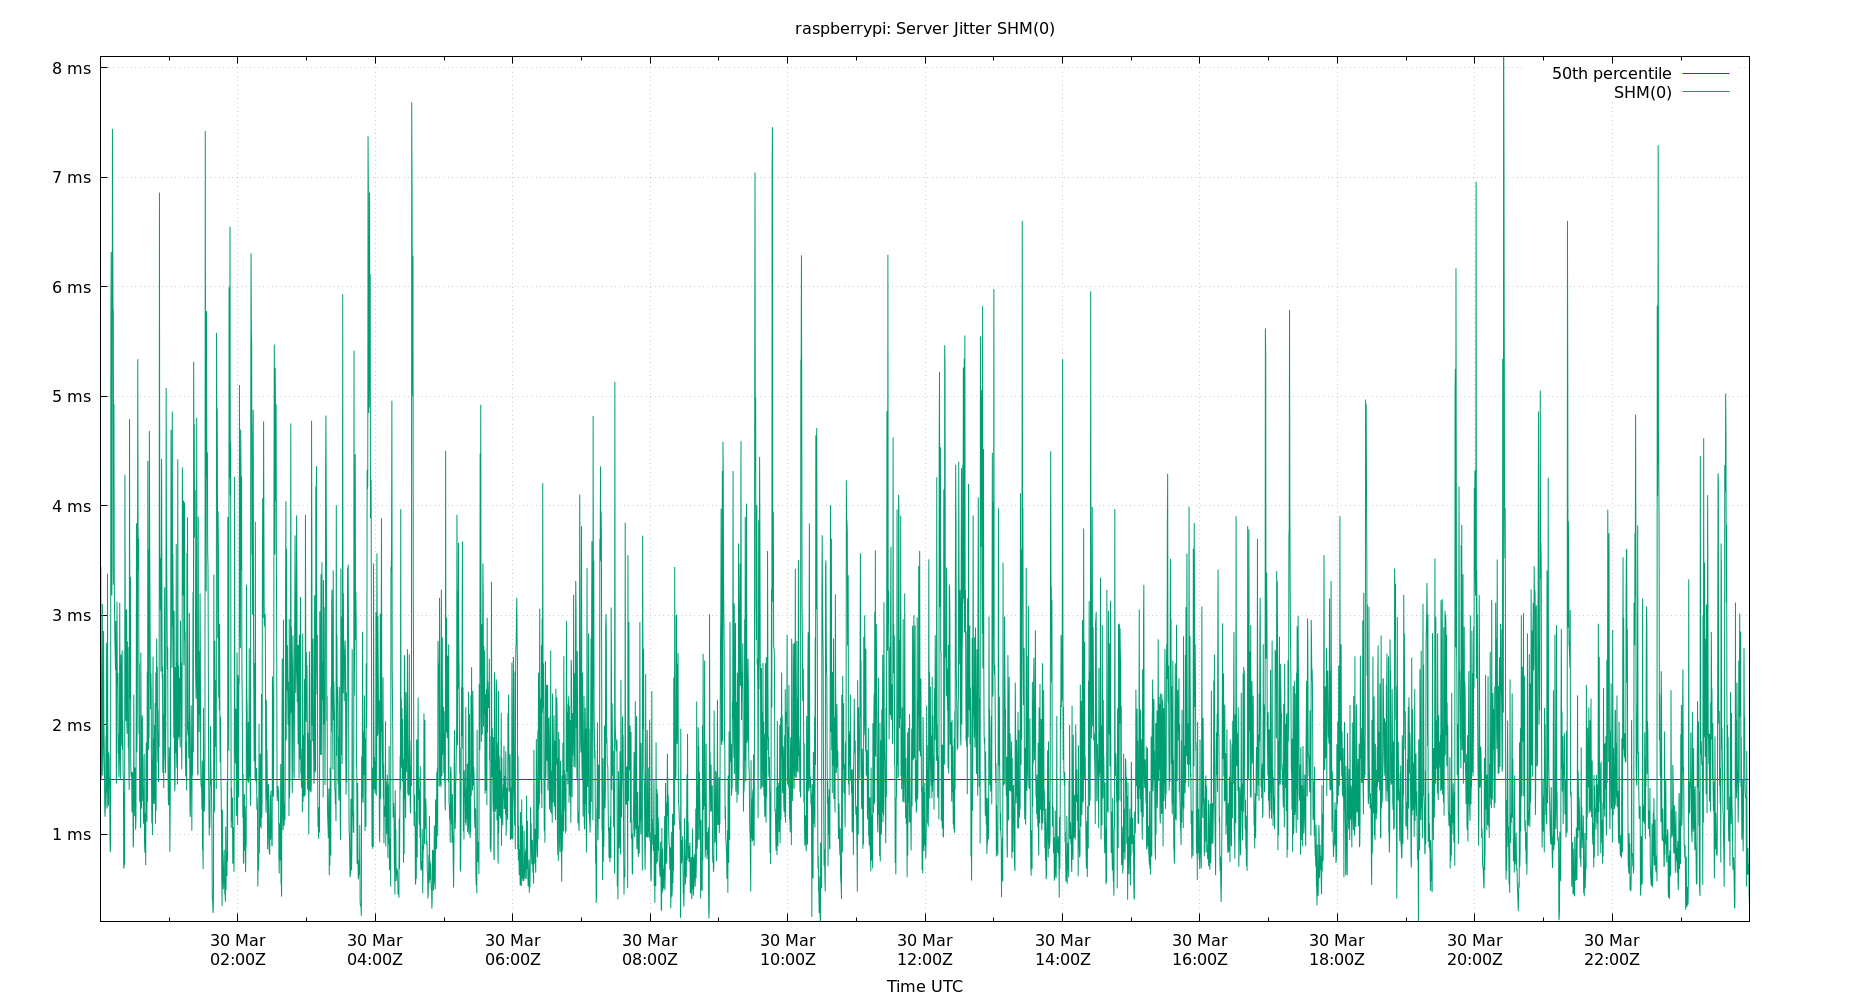 raspberrypi: Server Jitter SHM(0)
50th percentile
SHM(0)
8 ms
7 ms
6 ms
5 ms
4 ms
3 ms
2 ms
1 ms
30 Mar 30 Mar 30 Mar 30 Mar 30 Mar 30 Mar 30 Mar 30 Mar 30 Mar 30 Mar 30 Mar
02:00Z 04:00Z 06:00Z 08:00Z 10:00Z 12:00Z 14:00Z 16:00Z 18:00Z 20:00Z 22:00Z
Time UTC